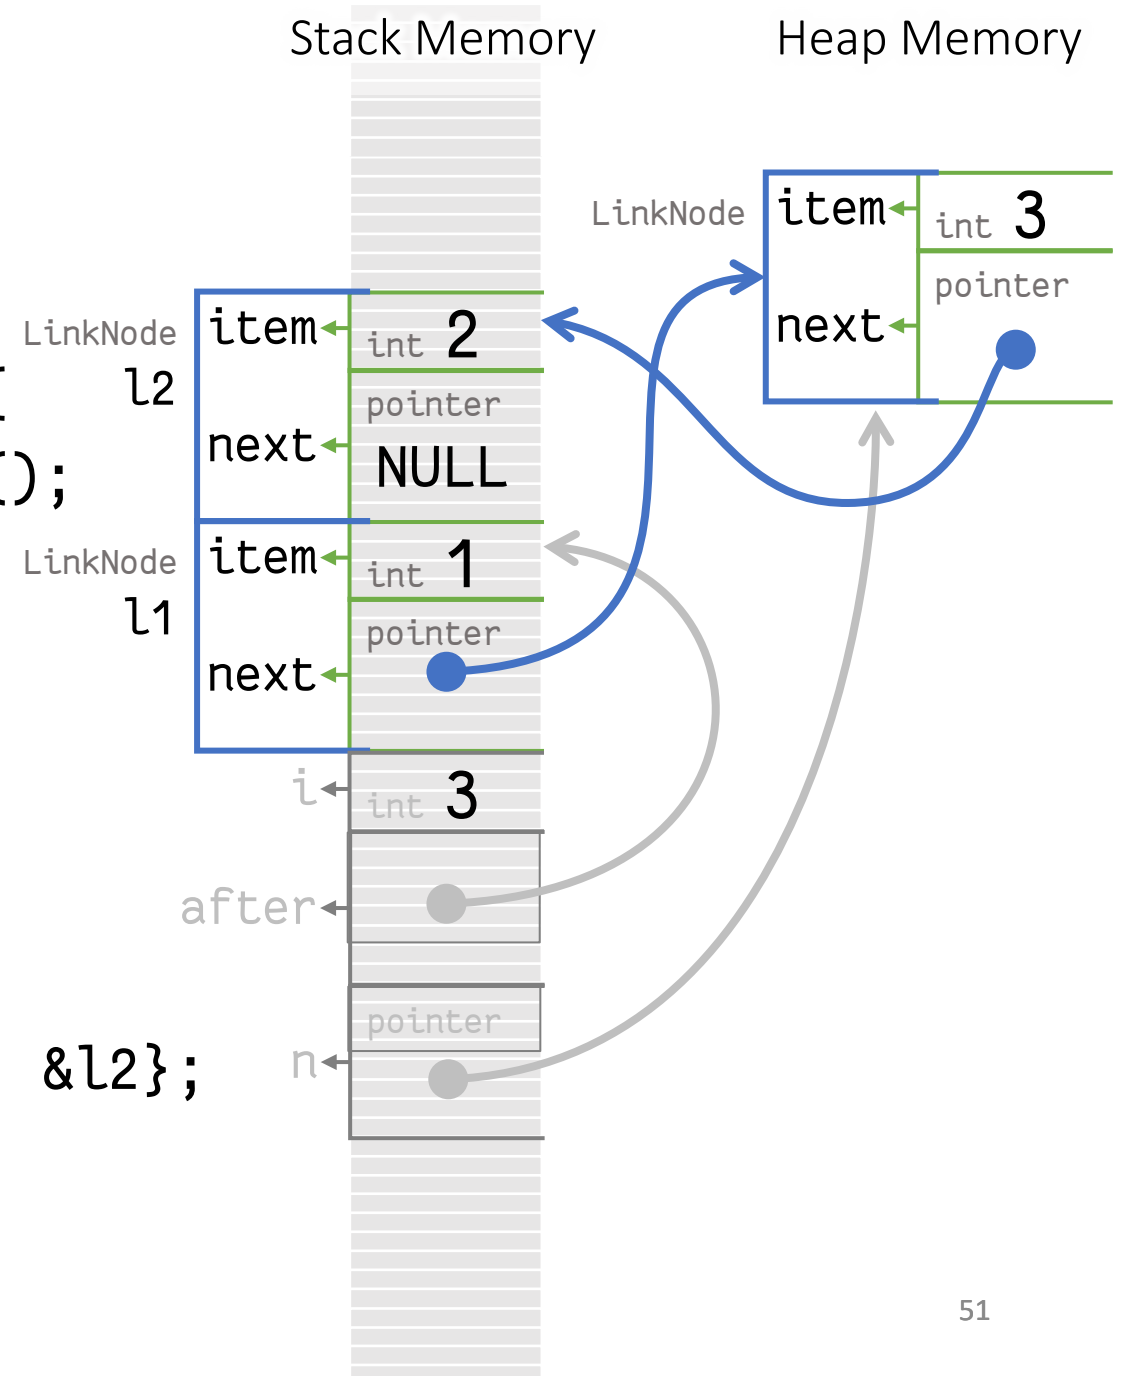 Stack Memory
Heap Memory
LinkNode
item
int 3
pointer
next
LinkNode
l2
item
int 2
pointer
next
NULL
();
LinkNode
l1
item
int 1
pointer
next
i
int 3
after
pointer
n
&l2};
51